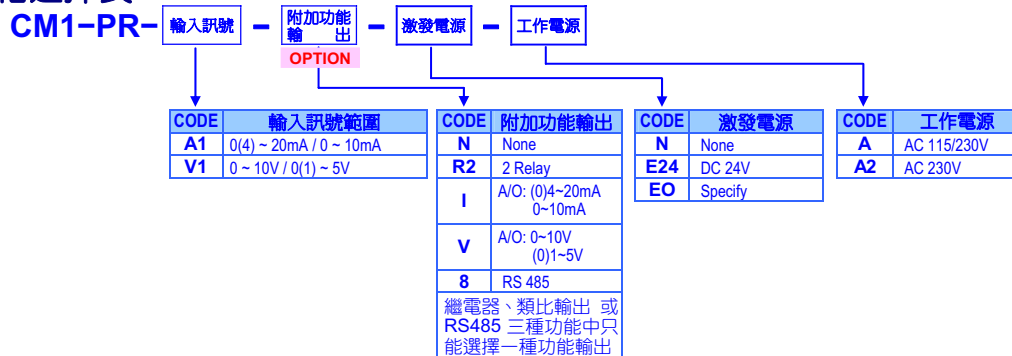 CM1-PR- 輸入訊號 - 附加功能輸出 - 激發電源 - 工作電源
OPTION
CODE 輸入訊號範圍
A1 0(4) ~ 20mA / 0 ~ 10mA
V1 0 ~ 10V / 0(1) ~ 5V
CODE 附加功能輸出
N None
R2 2 Relay
I A/O: (0)4~20mA
0~10mA
V A/O: 0~10V
(0)1~5V
8 RS 485
繼電器、類比輸出 或
RS485 三種功能中只
能選擇一種功能輸出
CODE 激發電源
N None
E24 DC 24V
EO Specify
CODE 工作電源
A AC 115/230V
A2 AC 230V